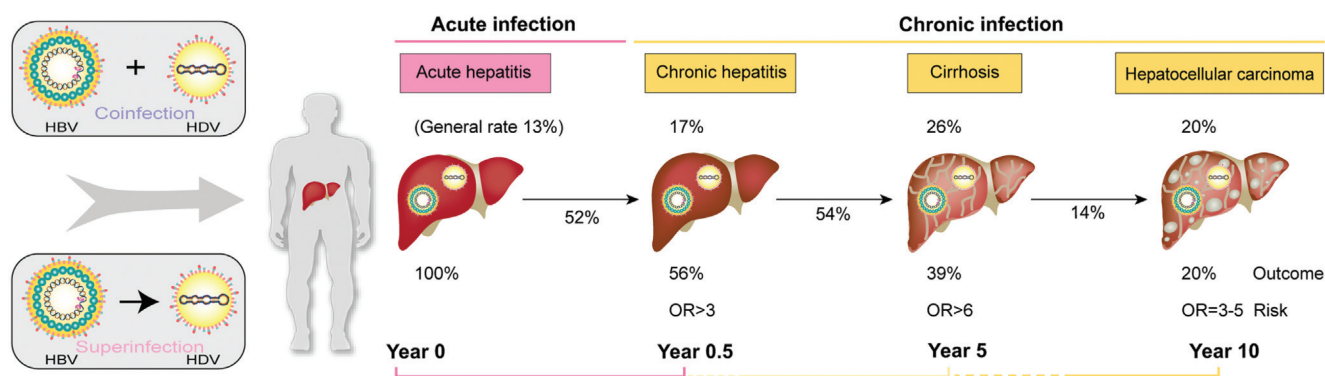 Coinfection
HBV
HDV
+
Superinfection
HBV
HDV
Acute infection
Chronic infection
Acute hepatitis
Chronic hepatitis
Cirrhosis
Hepatocellular carcinoma
(General rate 13%)
17%
26%
20%
52%
54%
14%
100%
56%
39%
20%
Outcome
OR>3
OR>6
OR=3-5
Risk
Year 0
Year 0.5
Year 5
Year 10